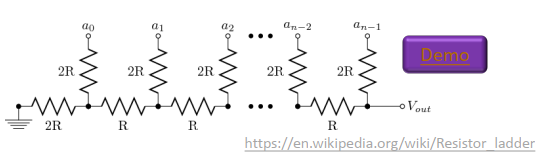 a₀ a₁ a₂ aₙ₋₂ aₙ₋₁
2R 2R 2R 2R 2R
Demo
2R R R R
V_out
https://en.wikipedia.org/wiki/Resistor_ladder